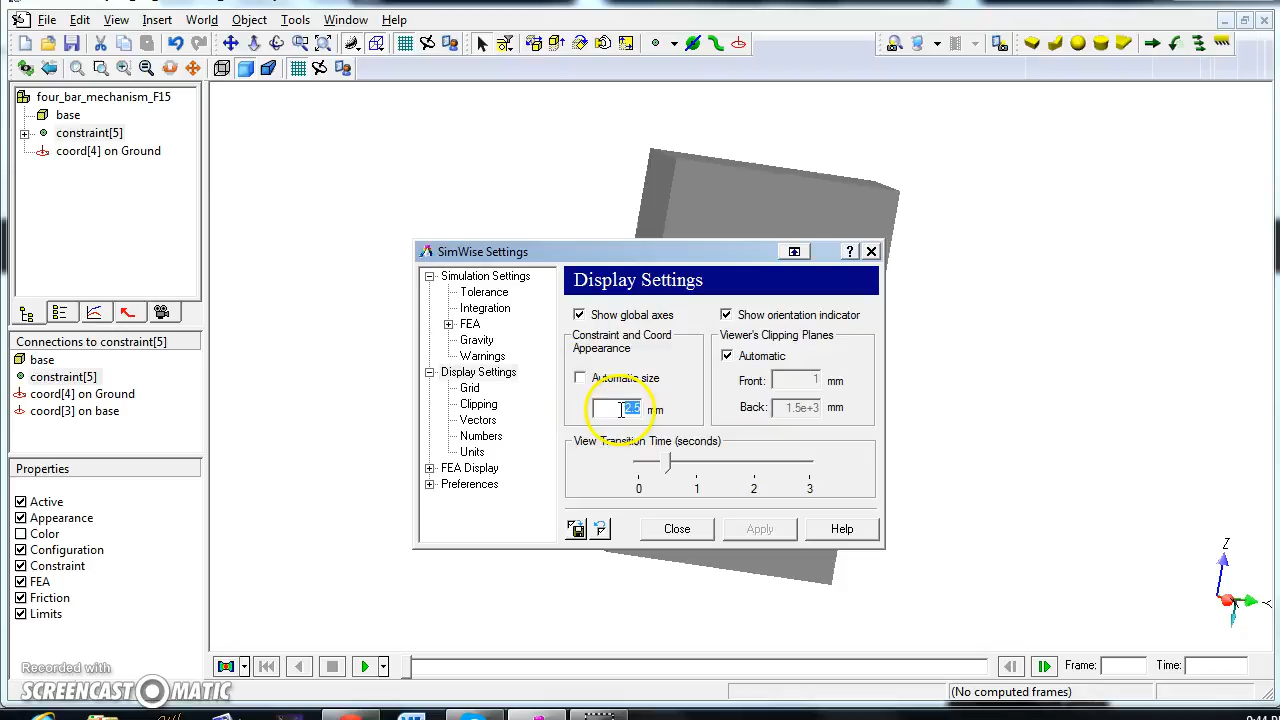 File Edit View Insert World Object Tools Window Help
four_bar_mechanism_F15
base
constraint[5]
coord[4] on Ground
Connections to constraint[5]
base
constraint[5]
coord[4] on Ground
coord[3] on base
Properties
Active
Appearance
Color
Configuration
Constraint
FEA
Friction
Limits
SimWise Settings
Simulation Settings
Tolerance
Integration
FEA
Gravity
Warnings
Display Settings
Grid
Clipping
Vectors
Numbers
Units
FEA Display
Preferences
Display Settings
Show global axes
Show orientation indicator
Constraint and Coord
Appearance
Automatic size
2.5 mm
Viewer's Clipping Planes
Automatic
Front: 1 mm
Back: 1.5e+3 mm
View Transition Time (seconds)
0 1 2 3
Close Apply Help
Z
Frame: Time:
(No computed frames)
Recorded with
SCREENCAST MATIC